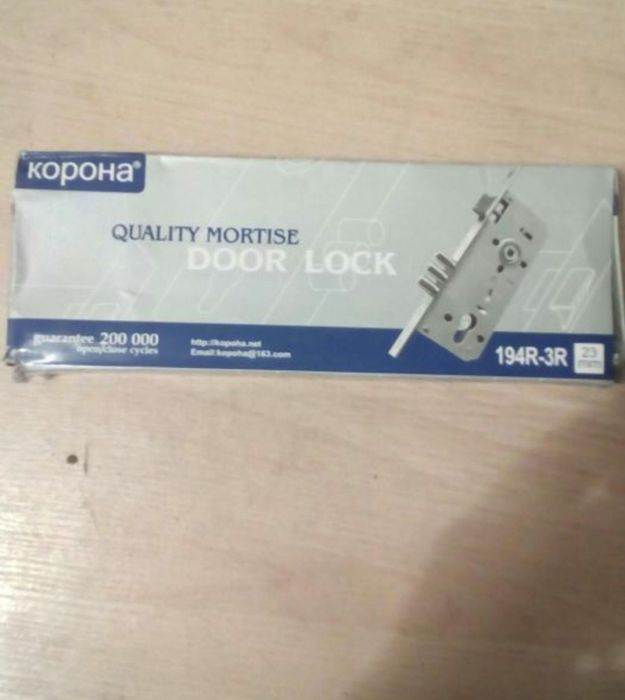 корона®
QUALITY MORTISE
DOOR LOCK
guarantee 200 000
open/close cycles
http://kopoha.net
Email:kopoha@163.com
194R-3R
23
mm